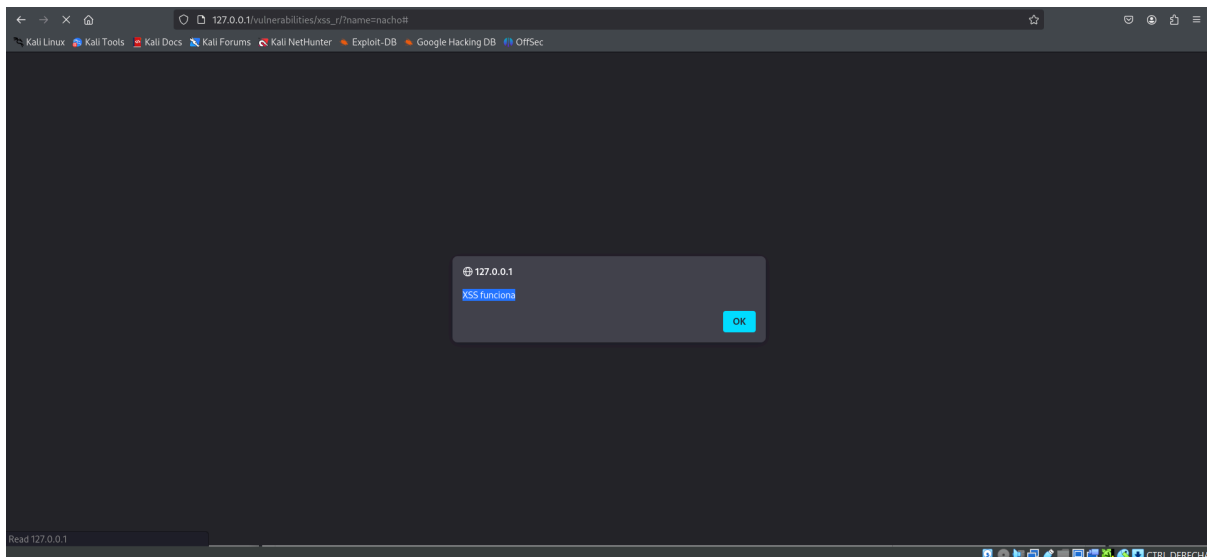 127.0.0.1/vulnerabilities/xss_r/?name=nacho#
Kali Linux Kali Tools Kali Docs Kali Forums Kali NetHunter Exploit-DB Google Hacking DB OffSec
127.0.0.1
XSS funciona
OK
Read 127.0.0.1
CTRL DERECHA